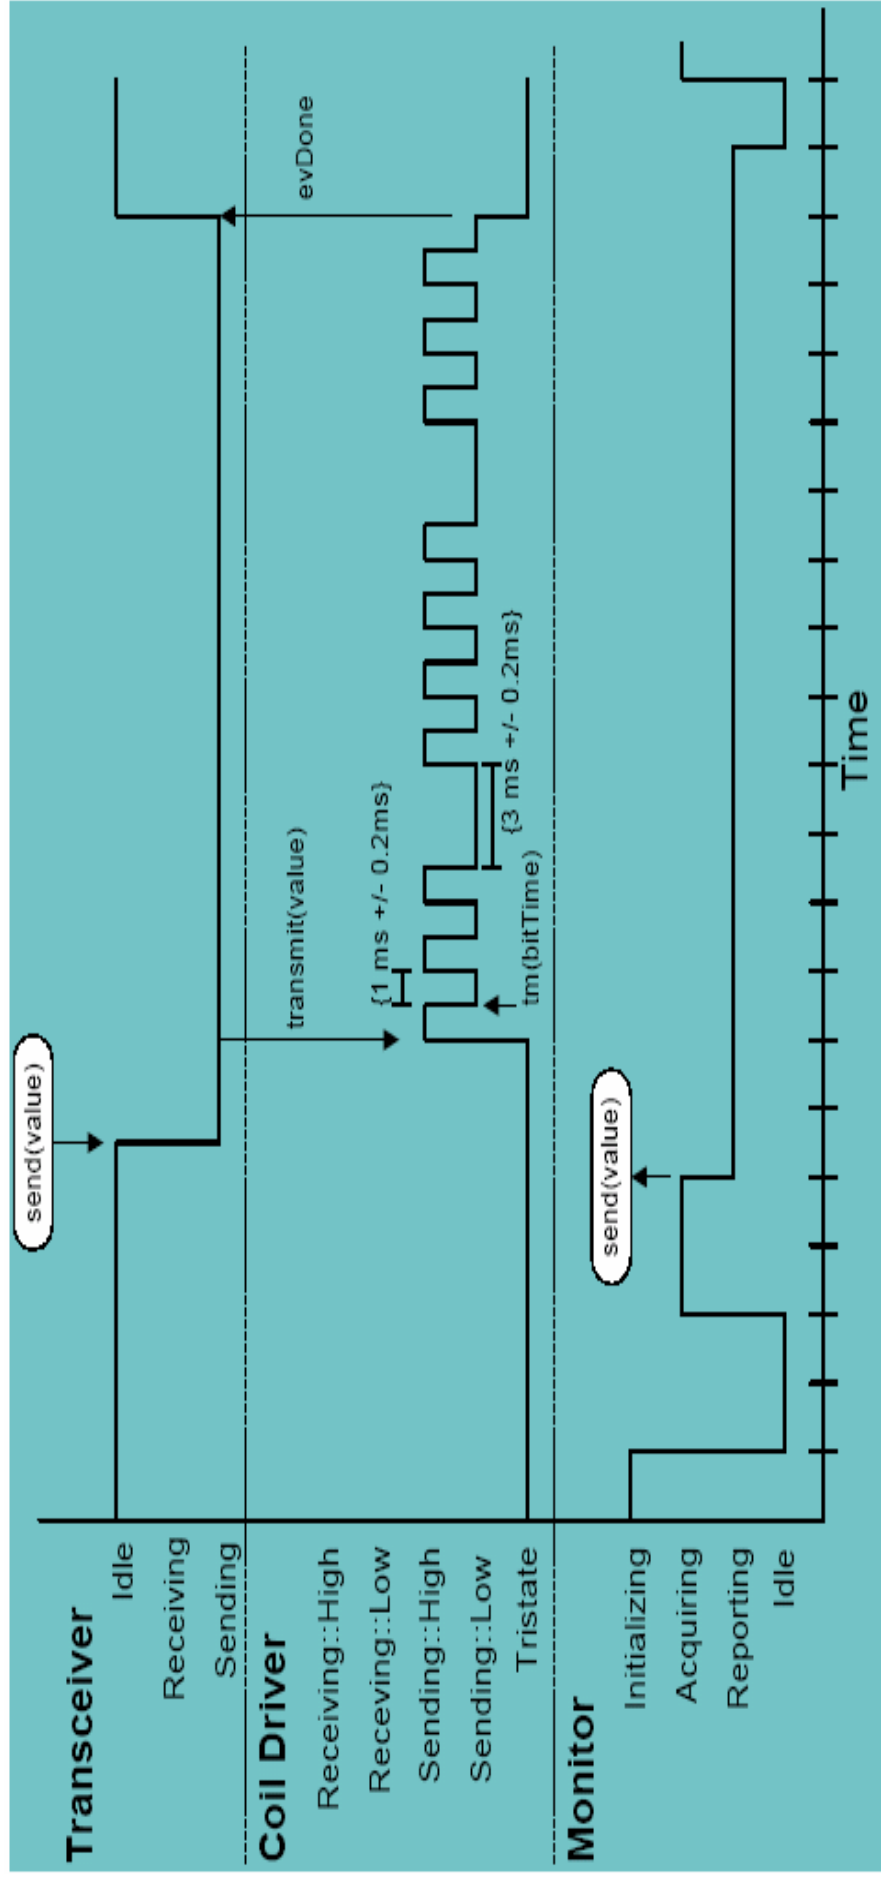 Transceiver
send(value)
Idle
Receiving
Sending
Coil Driver
transmit(value)
evDone
Receiving::High
Receving::Low
{1 ms +/- 0.2ms}
Sending::High
Sending::Low
{3 ms +/- 0.2ms}
Tristate
tm(bitTime)
Monitor
send(value)
Initializing
Acquiring
Reporting
Idle
Time